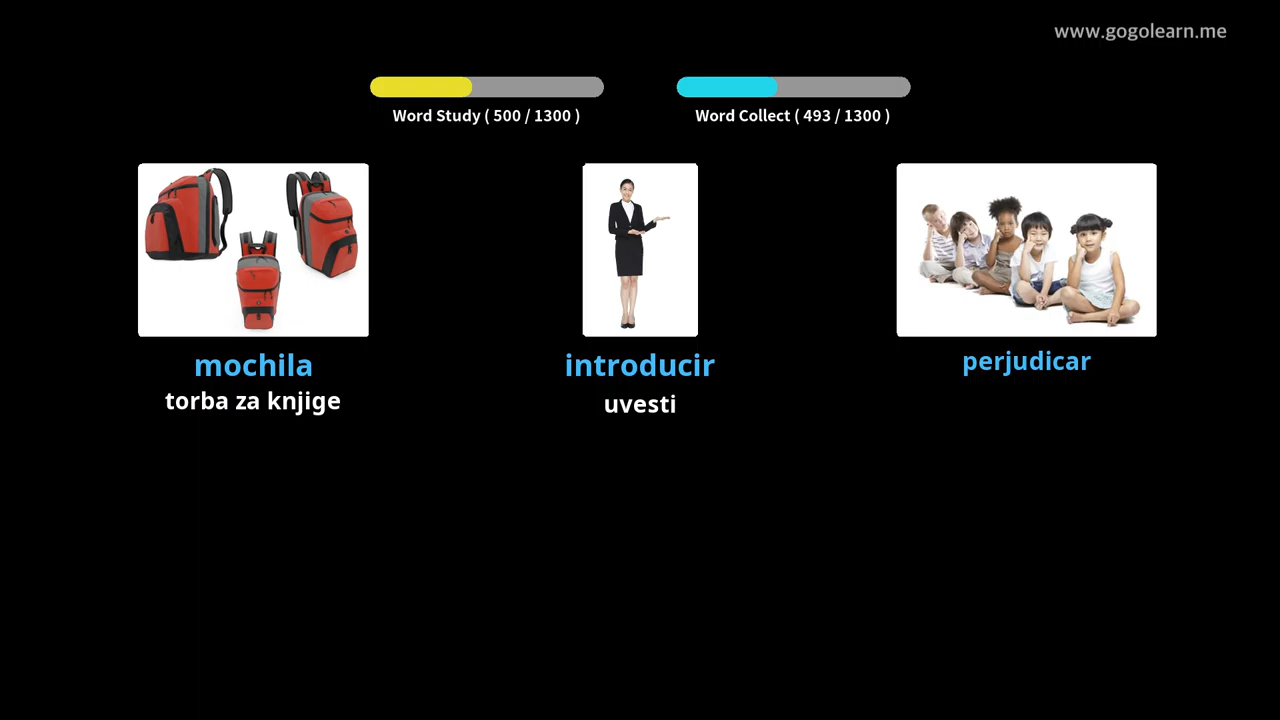 www.gogolearn.me
Word Study ( 500 / 1300 )
Word Collect ( 493 / 1300 )
mochila
torba za knjige
introducir
uvesti
perjudicar